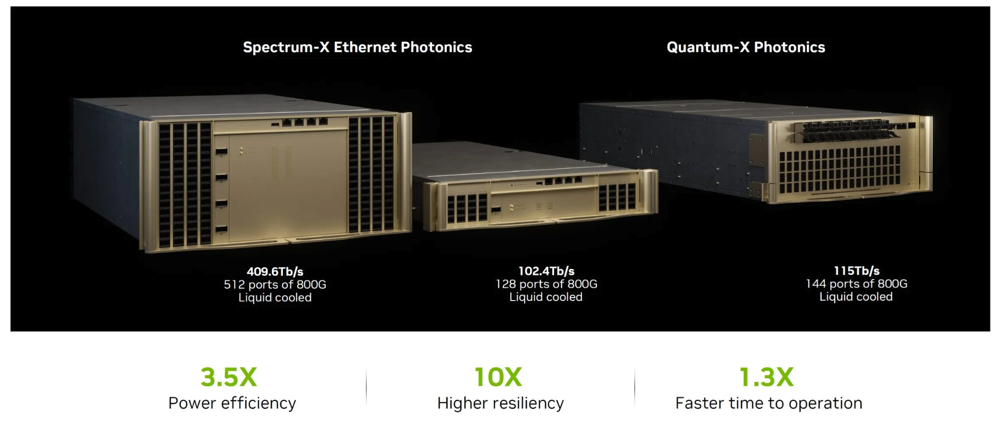 Spectrum-X Ethernet Photonics
Quantum-X Photonics
409.6Tb/s
512 ports of 800G
Liquid cooled
102.4Tb/s
128 ports of 800G
Liquid cooled
115Tb/s
144 ports of 800G
Liquid cooled
3.5X
Power efficiency
10X
Higher resiliency
1.3X
Faster time to operation